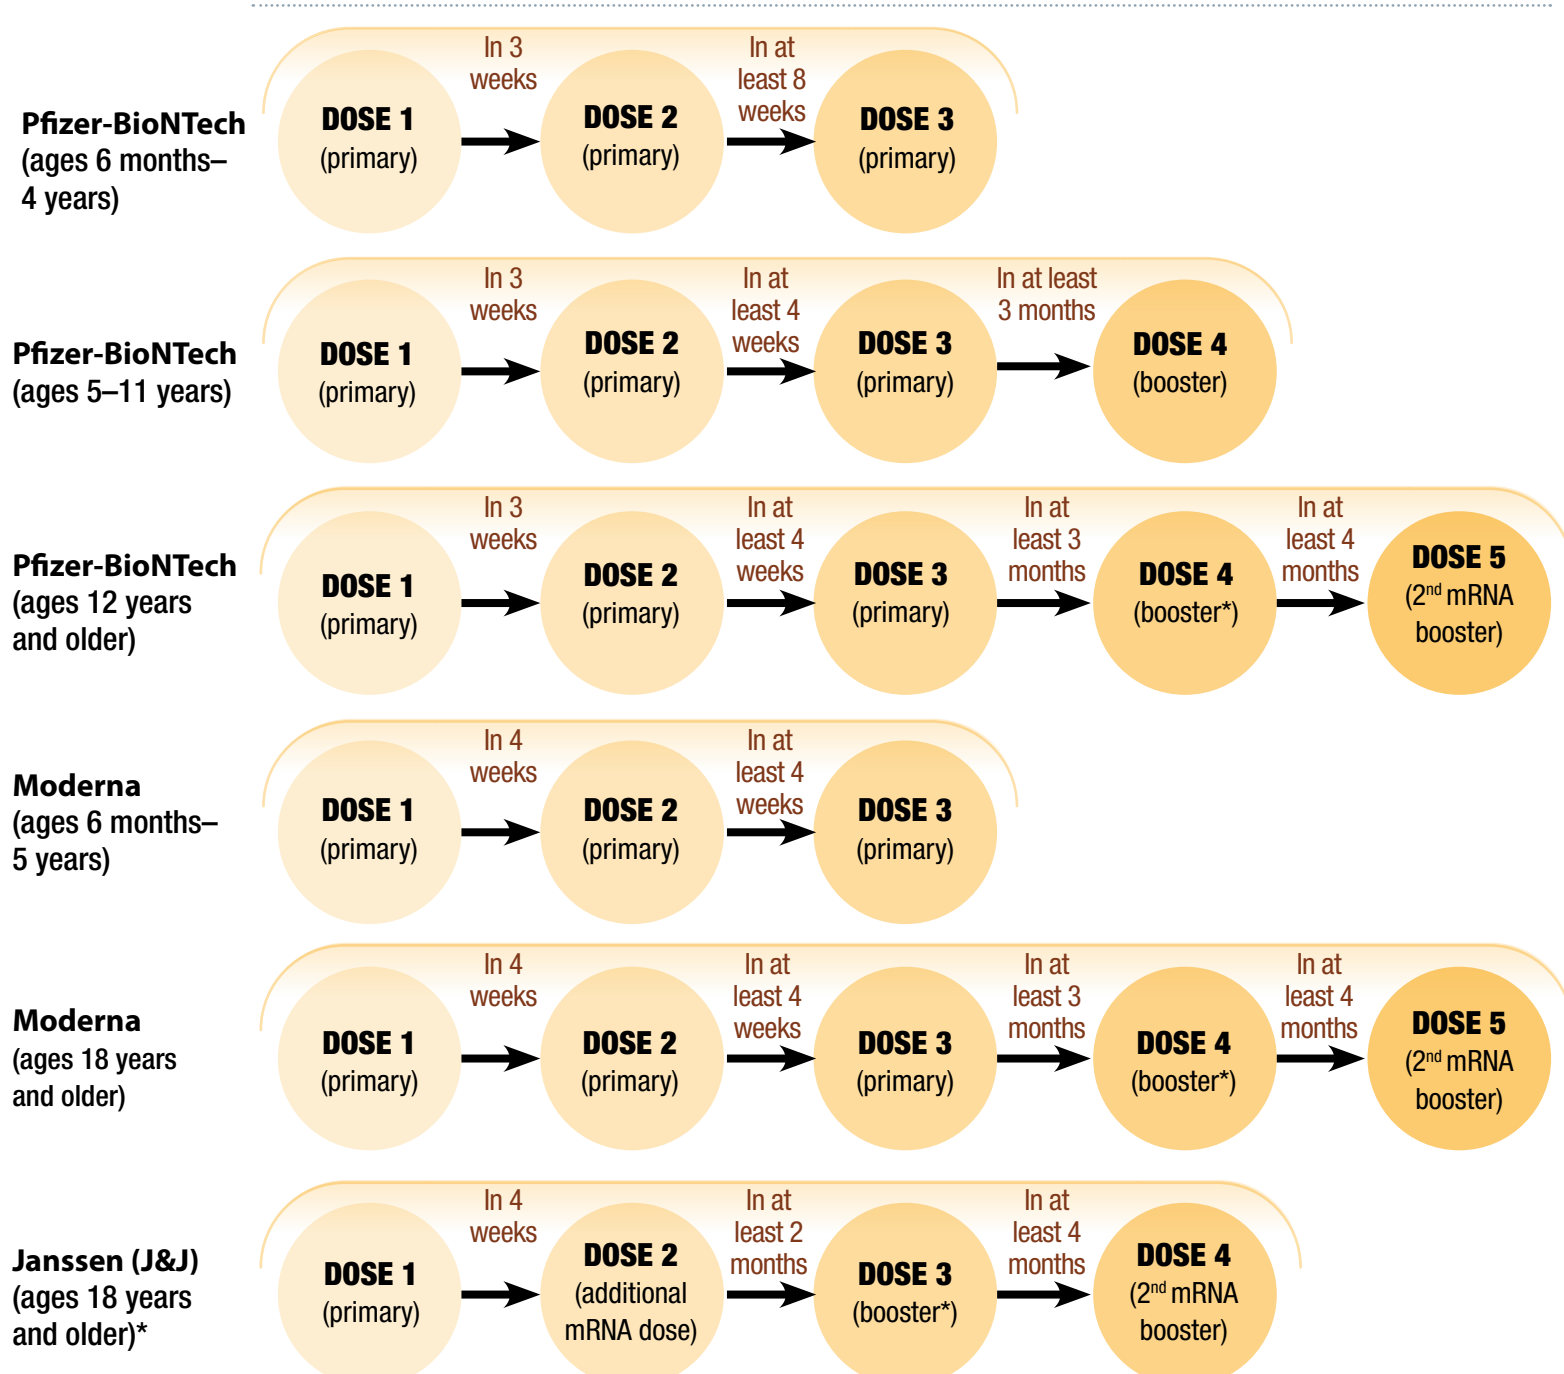 Pfizer-BioNTech
(ages 6 months–
4 years)
DOSE 1
(primary)
In 3
weeks
DOSE 2
(primary)
In at
least 8
weeks
DOSE 3
(primary)
Pfizer-BioNTech
(ages 5–11 years)
DOSE 1
(primary)
In 3
weeks
DOSE 2
(primary)
In at
least 4
weeks
DOSE 3
(primary)
In at least
3 months
DOSE 4
(booster)
Pfizer-BioNTech
(ages 12 years
and older)
DOSE 1
(primary)
In 3
weeks
DOSE 2
(primary)
In at
least 4
weeks
DOSE 3
(primary)
In at
least 3
months
DOSE 4
(booster*)
In at
least 4
months
DOSE 5
(2nd mRNA
booster)
Moderna
(ages 6 months–
5 years)
DOSE 1
(primary)
In 4
weeks
DOSE 2
(primary)
In at
least 4
weeks
DOSE 3
(primary)
Moderna
(ages 18 years
and older)
DOSE 1
(primary)
In 4
weeks
DOSE 2
(primary)
In at
least 4
weeks
DOSE 3
(primary)
In at
least 3
months
DOSE 4
(booster*)
In at
least 4
months
DOSE 5
(2nd mRNA
booster)
Janssen (J&J)
(ages 18 years
and older)*
DOSE 1
(primary)
In 4
weeks
DOSE 2
(additional
mRNA dose)
In at
least 2
months
DOSE 3
(booster*)
In at
least 4
months
DOSE 4
(2nd mRNA
booster)